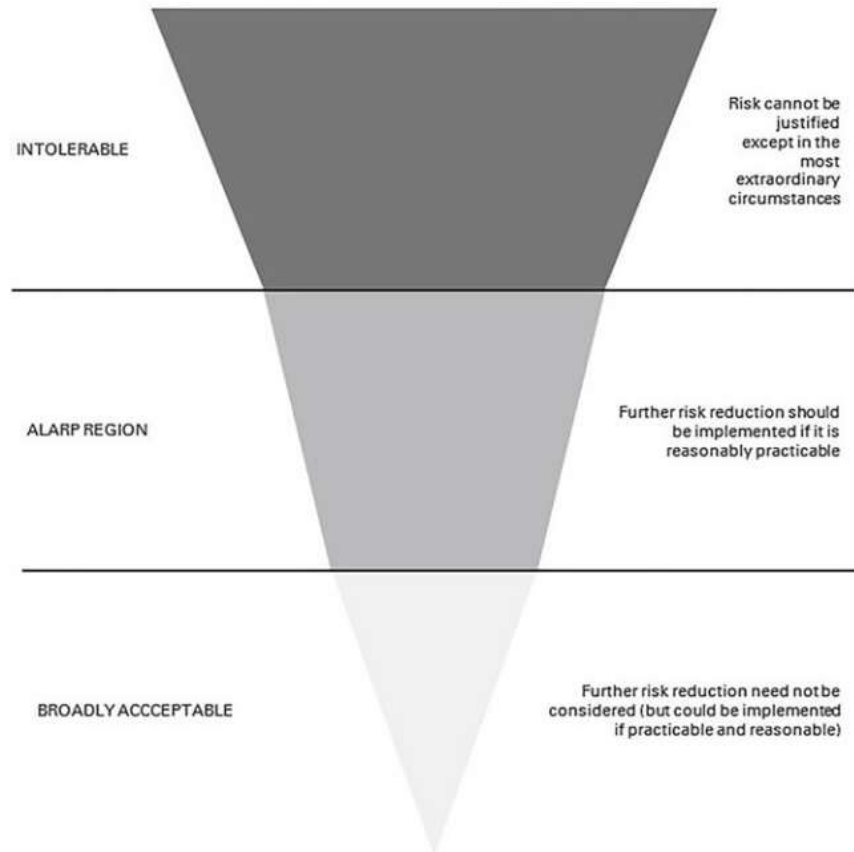 INTOLERABLE
Risk cannot be
justified
except in the
most
extraordinary
circumstances
ALARP REGION
Further risk reduction should
be implemented if it is
reasonably practicable
BROADLY ACCCEPTABLE
Further risk reduction need not be
considered (but could be implemented
if practicable and reasonable)